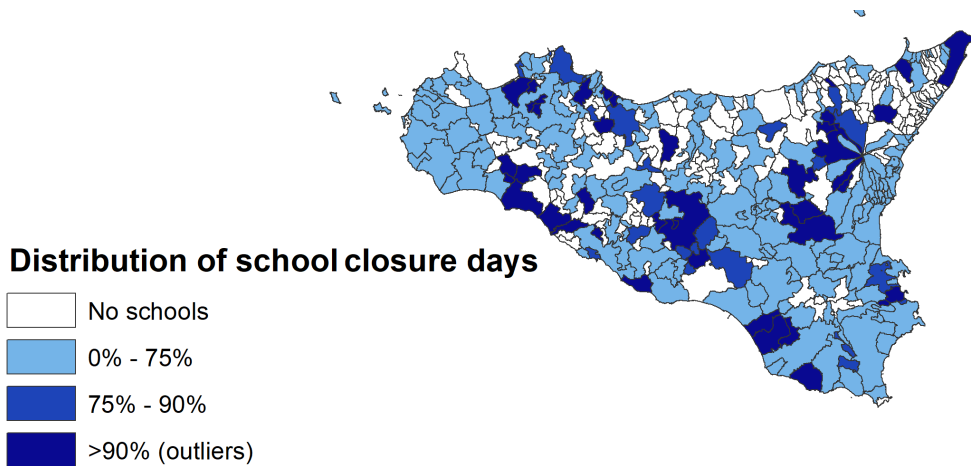 Distribution of school closure days
No schools
0% - 75%
75% - 90%
>90% (outliers)